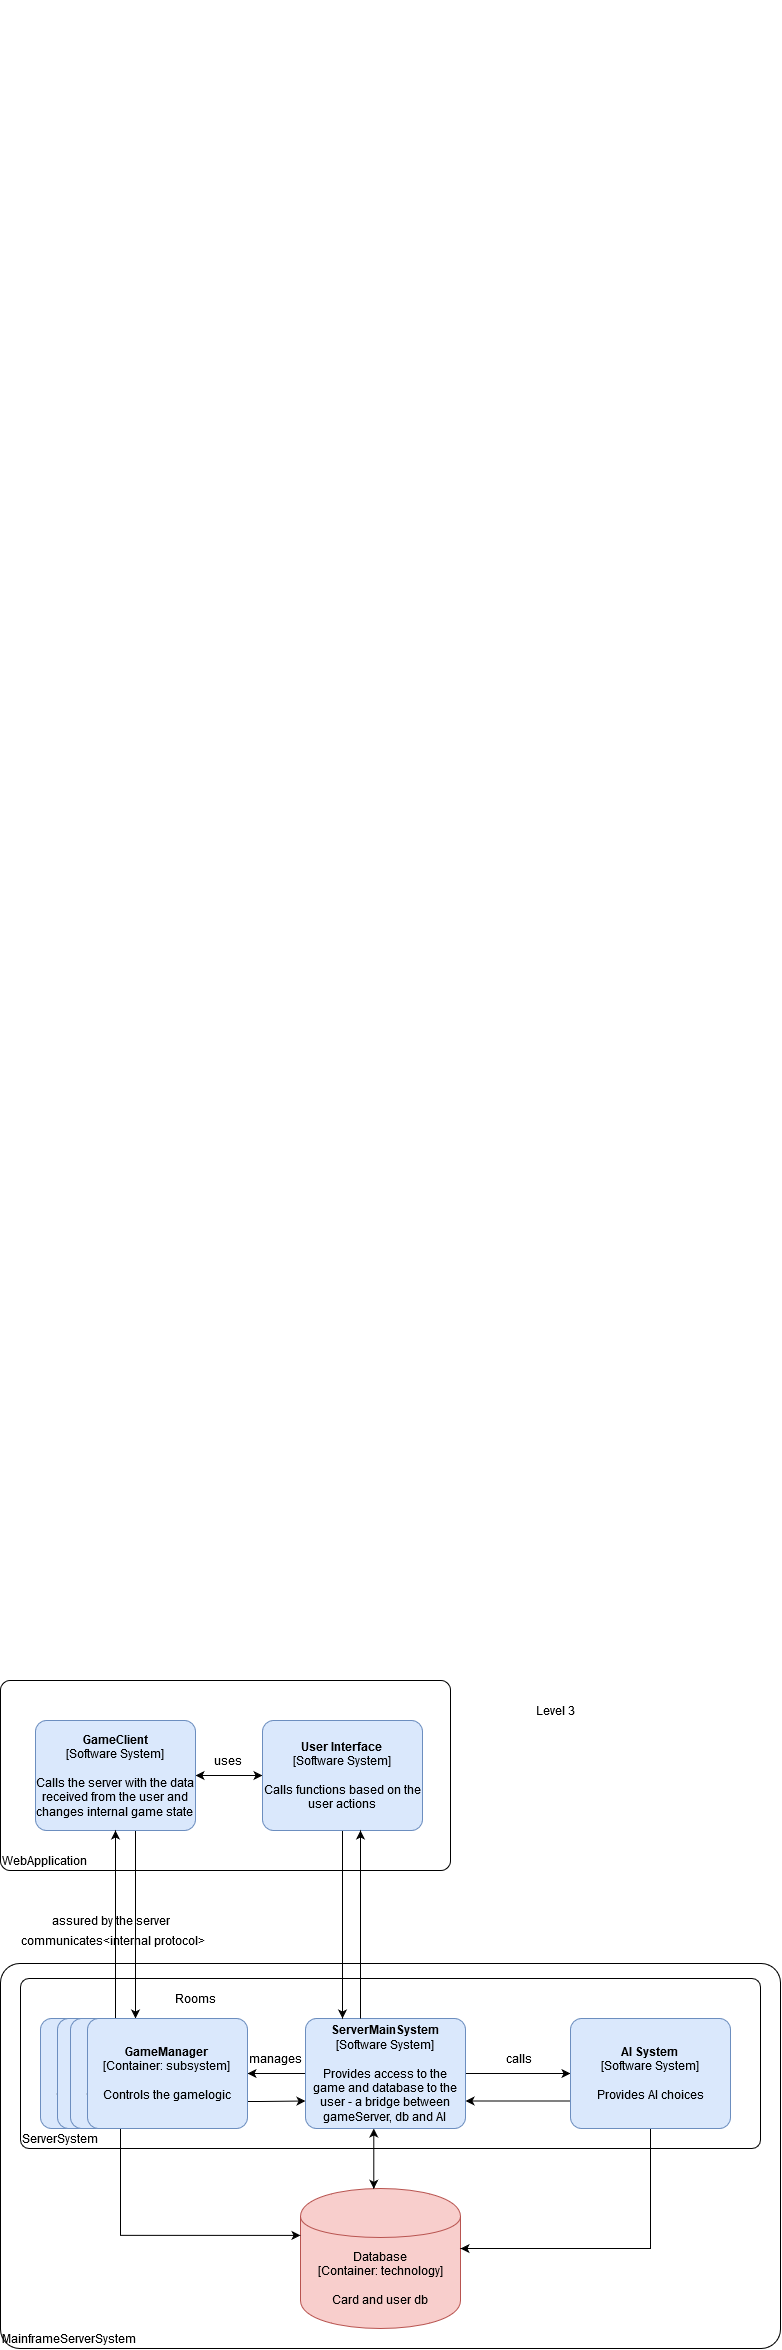 Level 3
GameClient
[Software System]
Calls the server with the data
received from the user and
changes internal game state
uses
User Interface
[Software System]
Calls functions based on the
user actions
WebApplication
assured by the server
communicates<internal protocol>
Rooms
GameManager
[Container: subsystem]
Controls the gamelogic
manages
ServerMainSystem
[Software System]
Provides access to the
game and database to the
user - a bridge between
gameServer, db and AI
calls
AI System
[Software System]
Provides AI choices
ServerSystem
Database
[Container: technology]
Card and user db
MainframeServerSystem